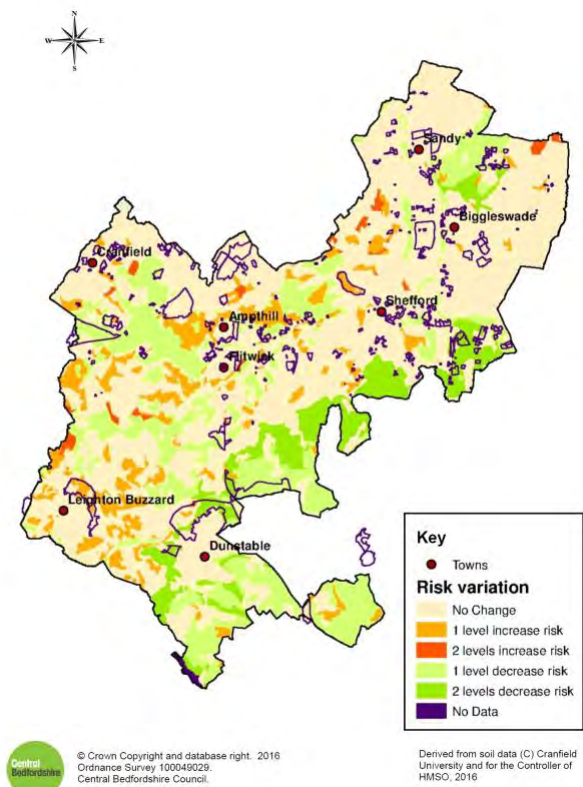 N
W E
S
Sandy
Biggleswade
Cranfield
Ampthill
Shefford
Flitwick
Leighton Buzzard
Dunstable
Key
Towns
Risk variation
No Change
1 level increase risk
2 levels increase risk
1 level decrease risk
2 levels decrease risk
No Data
Central
Bedfordshire
© Crown Copyright and database right. 2016
Ordnance Survey 100049029.
Central Bedfordshire Council.
Derived from soil data (C) Cranfield
University and for the Controller of
HMSO, 2016